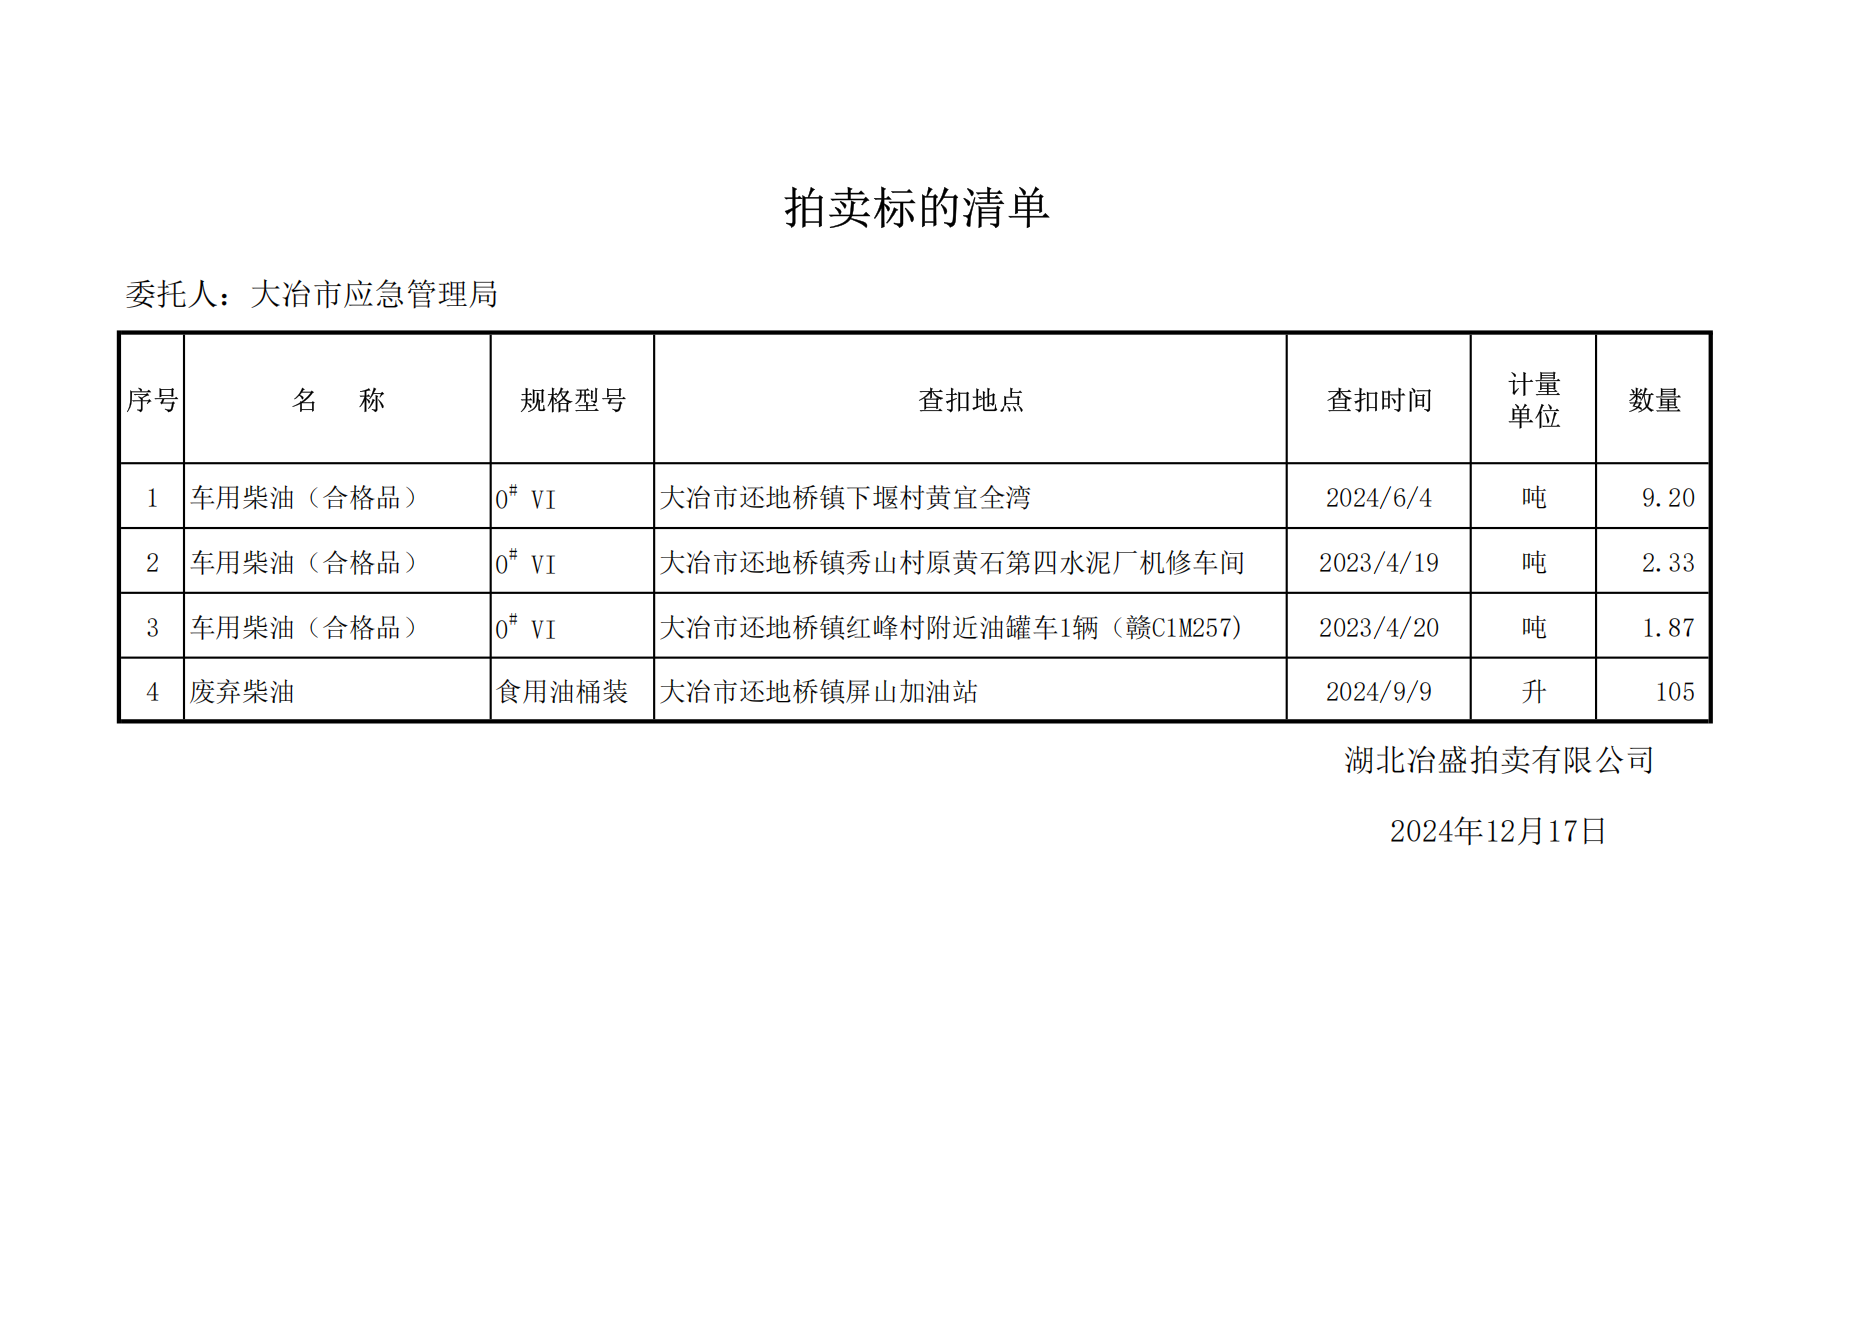 拍卖标的清单
委托人：大冶市应急管理局
序号 名 称 规格型号 查扣地点 查扣时间 计量单位 数量
1 车用柴油（合格品） 0# VI 大冶市还地桥镇下堰村黄宜全湾 2024/6/4 吨 9.20
2 车用柴油（合格品） 0# VI 大冶市还地桥镇秀山村原黄石第四水泥厂机修车间 2023/4/19 吨 2.33
3 车用柴油（合格品） 0# VI 大冶市还地桥镇红峰村附近油罐车1辆（赣C1M257) 2023/4/20 吨 1.87
4 废弃柴油 食用油桶装 大冶市还地桥镇屏山加油站 2024/9/9 升 105
湖北冶盛拍卖有限公司
2024年12月17日